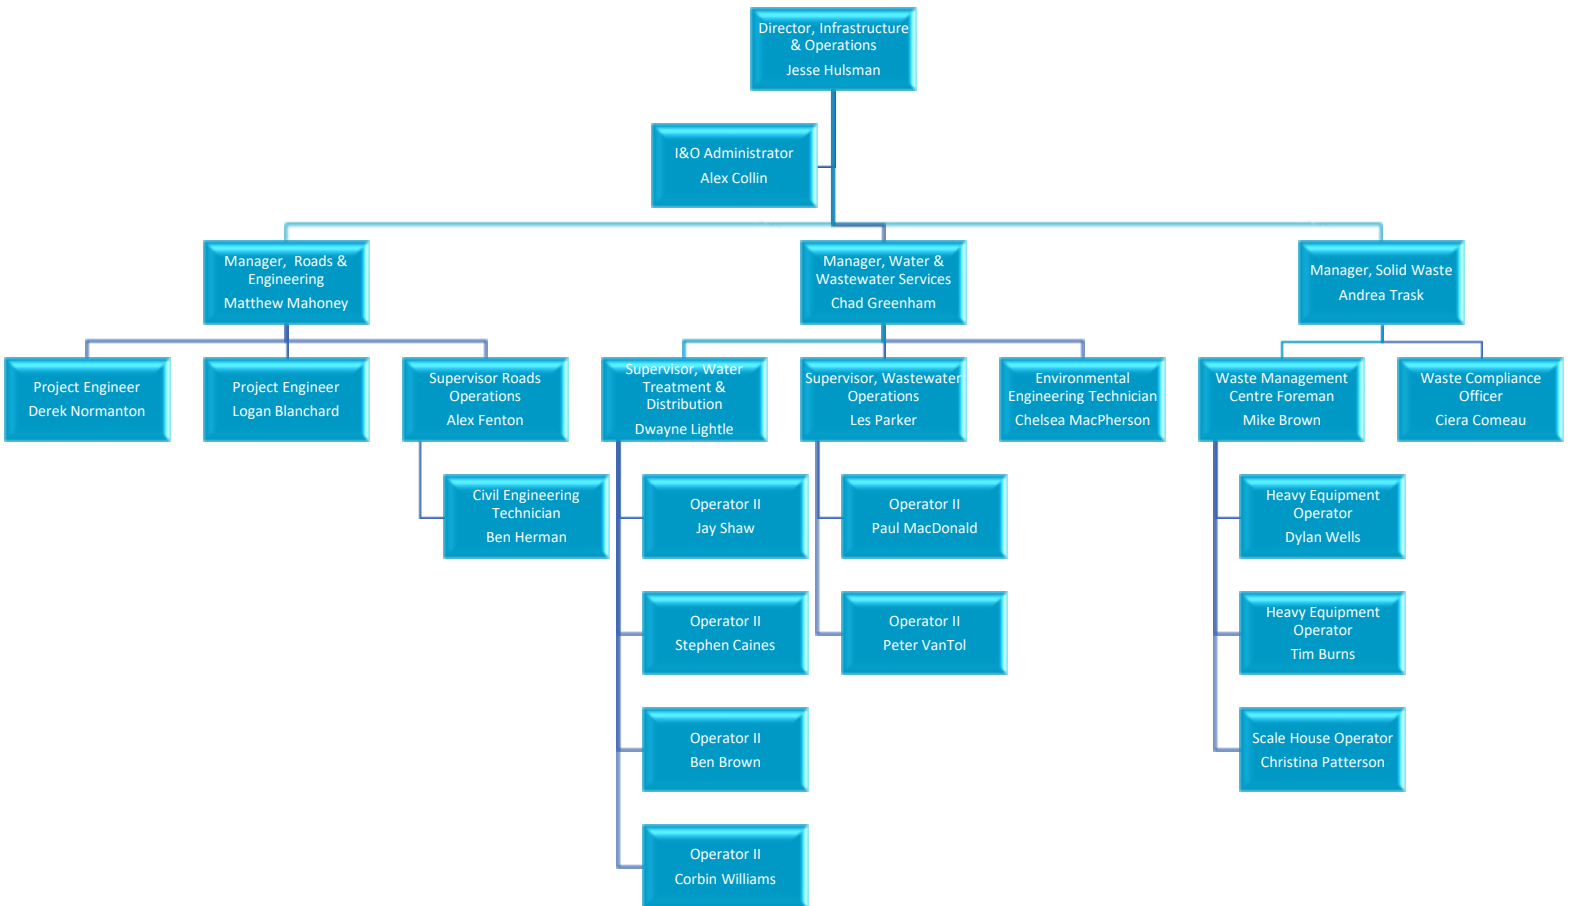 Director, Infrastructure
& Operations
Jesse Hulsman
I&O Administrator
Alex Collin
Manager, Roads &
Engineering
Matthew Mahoney
Manager, Water &
Wastewater Services
Chad Greenham
Manager, Solid Waste
Andrea Trask
Project Engineer
Derek Normanton
Project Engineer
Logan Blanchard
Supervisor Roads
Operations
Alex Fenton
Supervisor, Water
Treatment &
Distribution
Dwayne Lightle
Supervisor, Wastewater
Operations
Les Parker
Environmental
Engineering Technician
Chelsea MacPherson
Waste Management
Centre Foreman
Mike Brown
Waste Compliance
Officer
Ciera Comeau
Civil Engineering
Technician
Ben Herman
Operator II
Jay Shaw
Operator II
Paul MacDonald
Heavy Equipment
Operator
Dylan Wells
Operator II
Stephen Caines
Operator II
Peter VanTol
Heavy Equipment
Operator
Tim Burns
Operator II
Ben Brown
Scale House Operator
Christina Patterson
Operator II
Corbin Williams